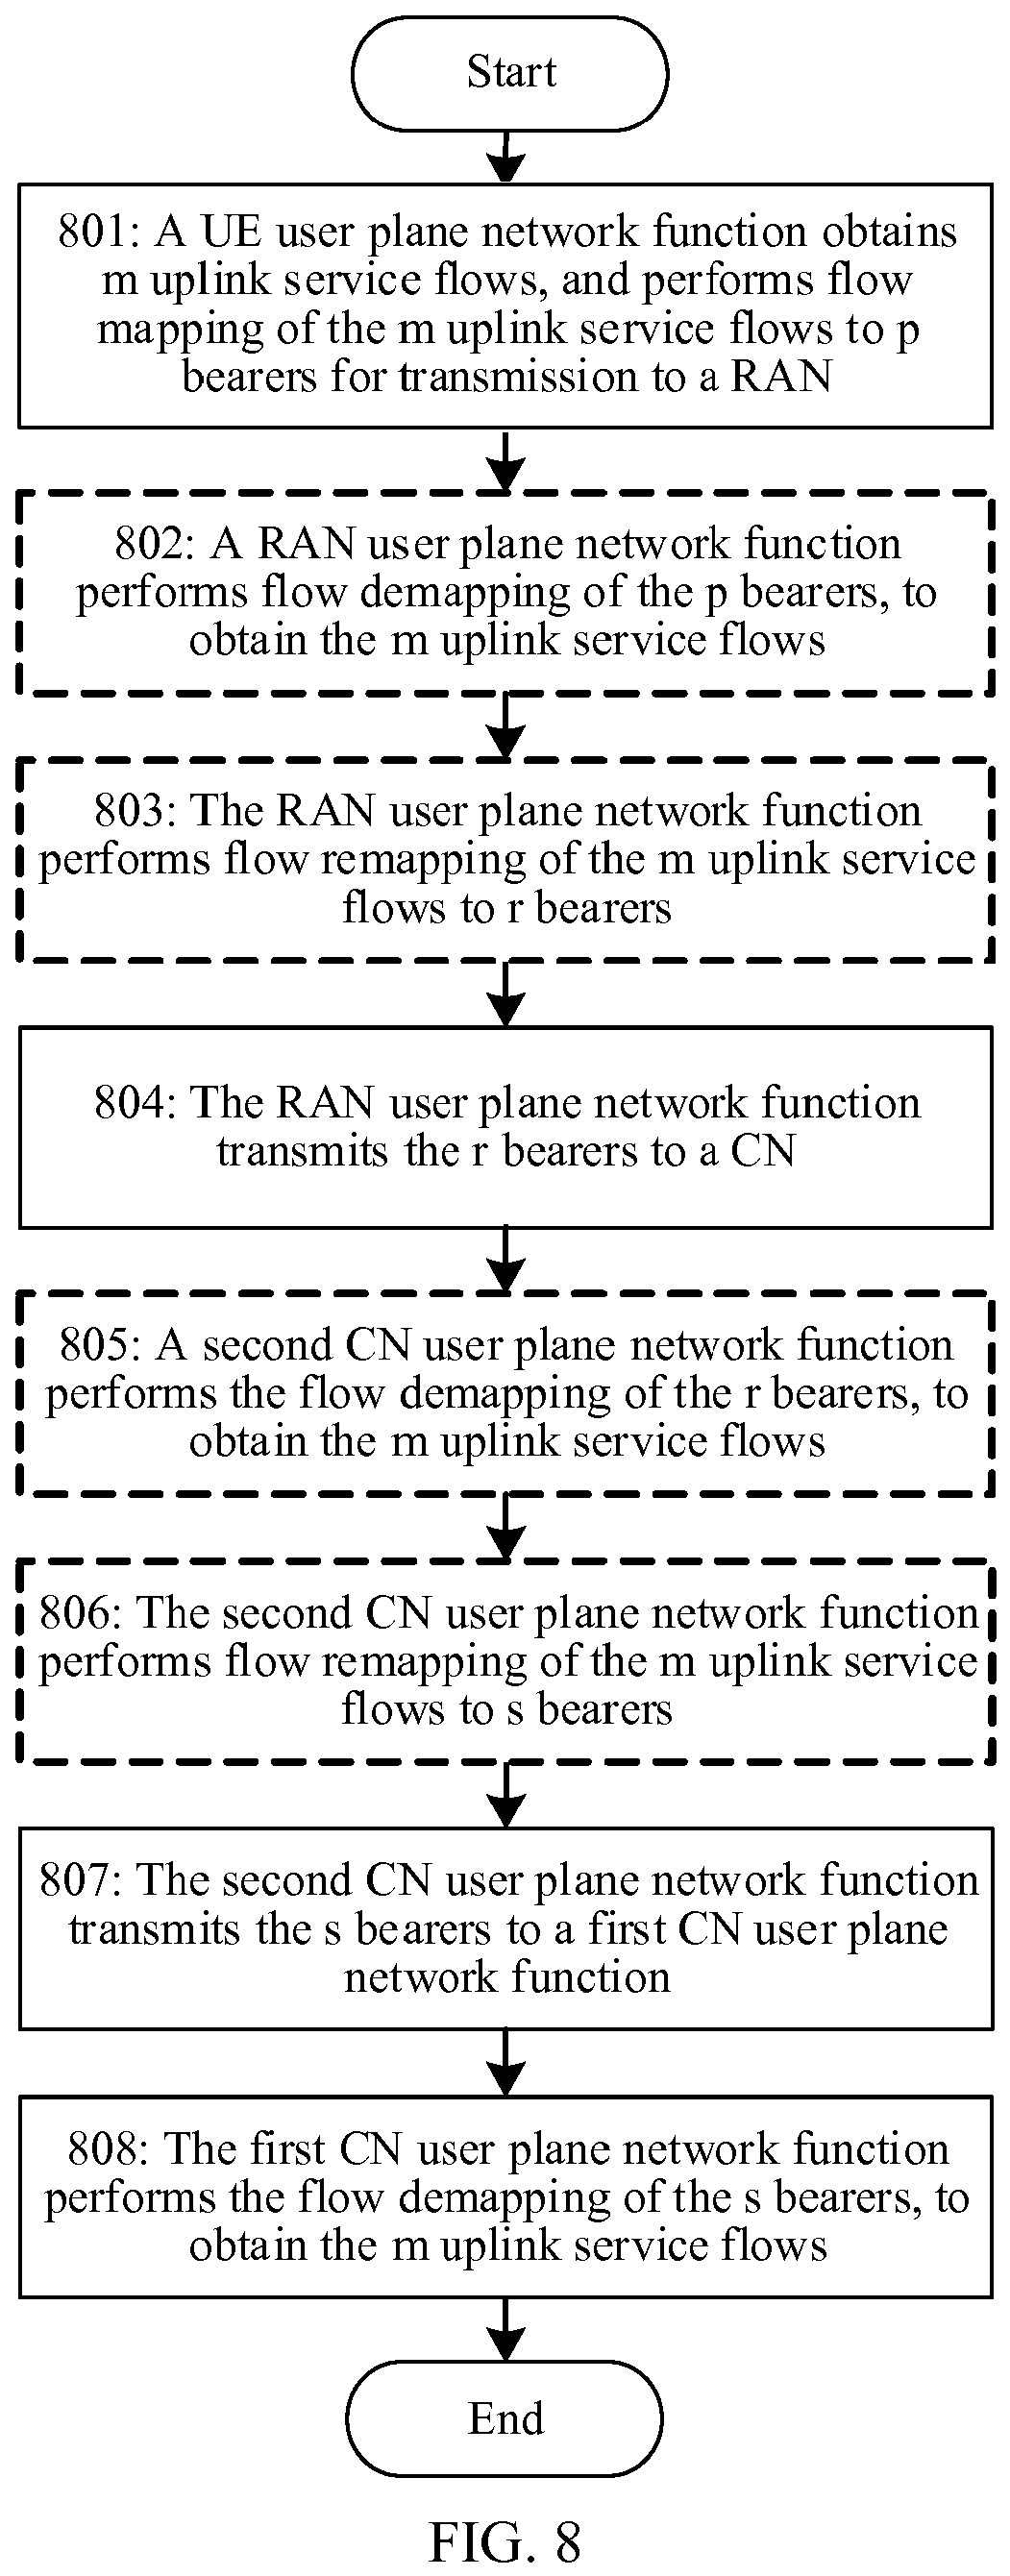 Start
801: A UE user plane network function obtains
m uplink service flows, and performs flow
mapping of the m uplink service flows to p
bearers for transmission to a RAN
802: A RAN user plane network function
performs flow demapping of the p bearers, to
obtain the m uplink service flows
803: The RAN user plane network function
performs flow remapping of the m uplink service
flows to r bearers
804: The RAN user plane network function
transmits the r bearers to a CN
805: A second CN user plane network function
performs the flow demapping of the r bearers, to
obtain the m uplink service flows
806: The second CN user plane network function
performs flow remapping of the m uplink service
flows to s bearers
807: The second CN user plane network function
transmits the s bearers to a first CN user plane
network function
808: The first CN user plane network function
performs the flow demapping of the s bearers, to
obtain the m uplink service flows
End
FIG. 8